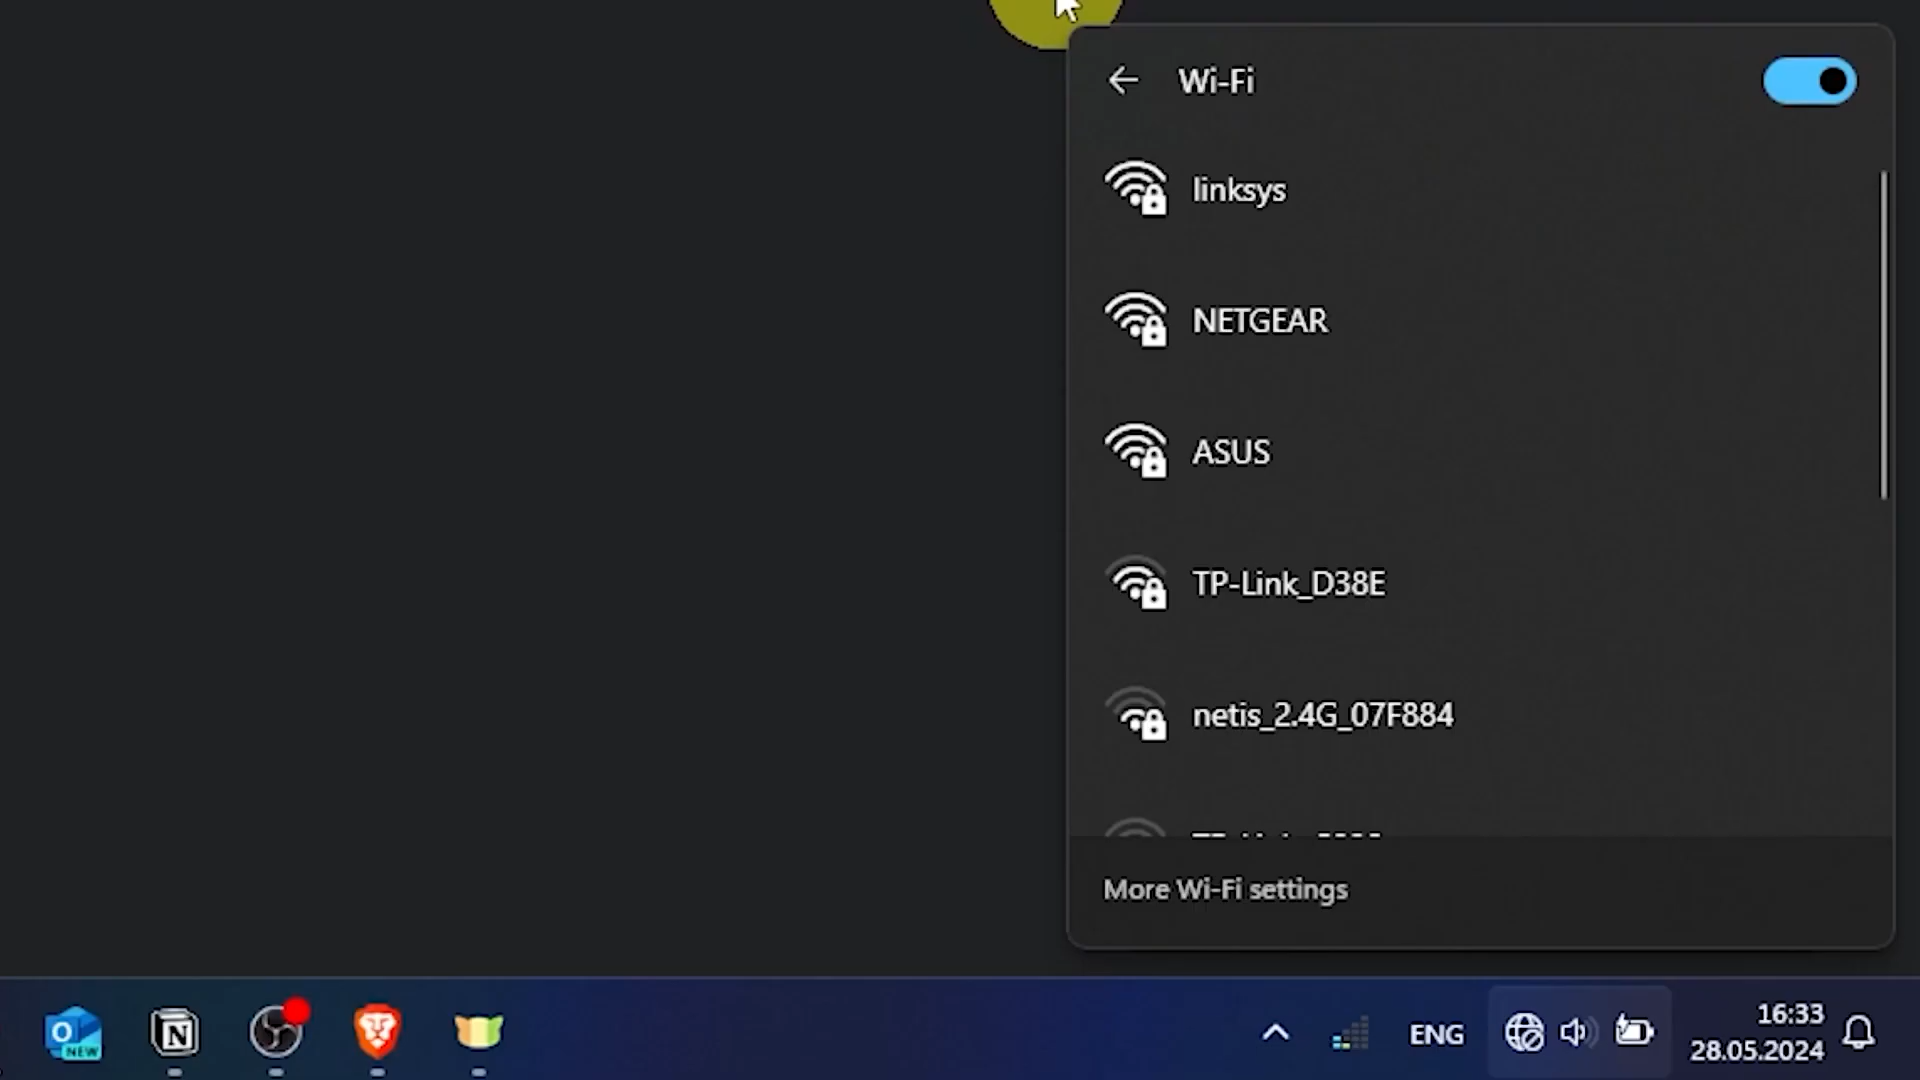 Wi-Fi
linksys
NETGEAR
ASUS
TP-Link_D38E
netis_2.4G_07F884
More Wi-Fi settings
O
NEW
N
ENG
16:33
28.05.2024